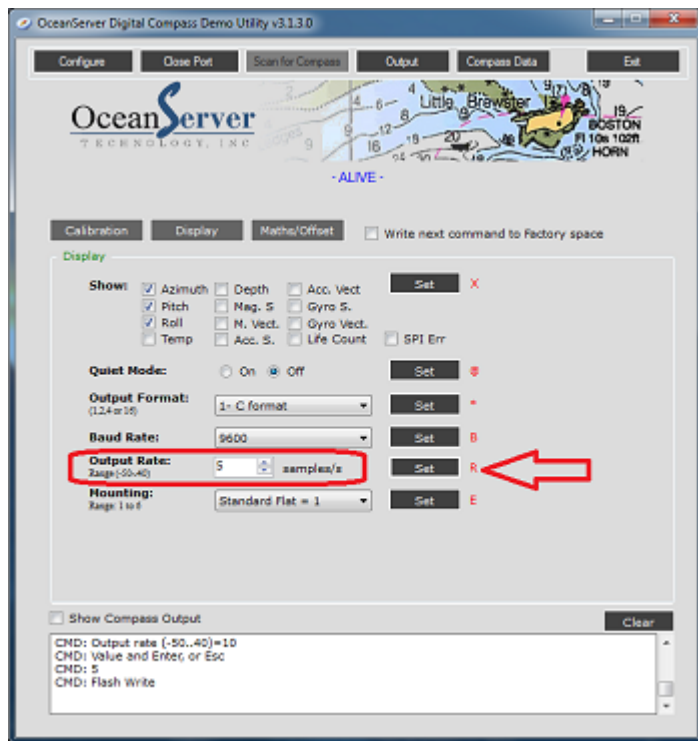 OceanServer Digital Compass Demo Utility v3.1.3.0
Configure Close Port Scan for Compass Output Compass Data Exit
OceanServer
TECHNOLOGY, INC
Little Brewster
BOSTON
Fl 10s 102ft
HORN
- ALIVE -
Calibration Display Maths/Offset Write next command to Factory space
Display
Show: Azimuth Depth Acc. Vect Set X
Pitch Mag. S Gyro S.
Roll M. Vect. Gyro Vect.
Temp Acc. S. Life Count SPI Err
Quiet Mode: On Off Set
Output Format: 1- C format Set *
(1,2,4 or 16)
Baud Rate: 9600 Set B
Output Rate: 5 samples/s Set R
Range (-50..40)
Mounting: Standard Flat = 1 Set E
Range: 1 to 6
Show Compass Output Clear
CMD: Output rate (-50..40)=10
CMD: Value and Enter, or Esc
CMD: 5
CMD: Flash Write